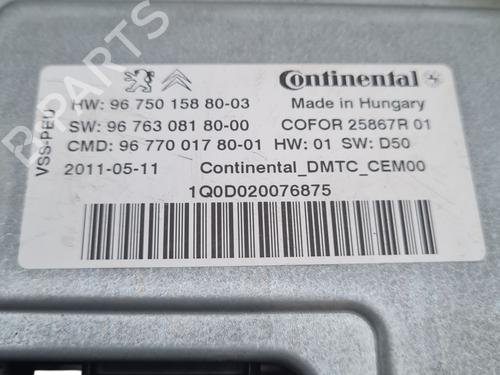 Continental
HW: 96 750 158 80-03
Made in Hungary
SW: 96 763 081 80-00
COFOR 25867R 01
CMD: 96 770 017 80-01 HW: 01 SW: D50
2011-05-11
Continental_DMTC_CEM00
1Q0D020076875
VSS-PEU
B-PARTS